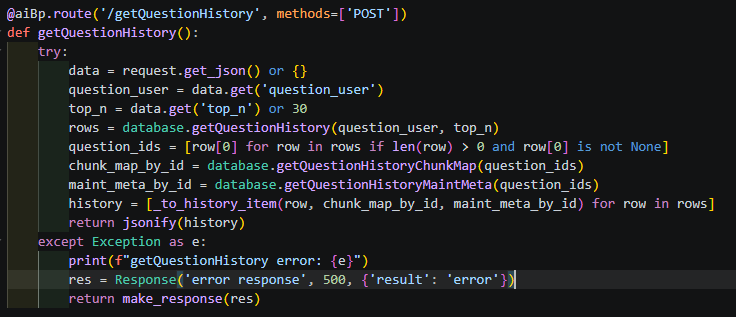 @aiBp.route('/getQuestionHistory', methods=['POST'])
def getQuestionHistory():
    try:
        data = request.get_json() or {}
        question_user = data.get('question_user')
        top_n = data.get('top_n') or 30
        rows = database.getQuestionHistory(question_user, top_n)
        question_ids = [row[0] for row in rows if len(row) > 0 and row[0] is not None]
        chunk_map_by_id = database.getQuestionHistoryChunkMap(question_ids)
        maint_meta_by_id = database.getQuestionHistoryMaintMeta(question_ids)
        history = [_to_history_item(row, chunk_map_by_id, maint_meta_by_id) for row in rows]
        return jsonify(history)
    except Exception as e:
        print(f"getQuestionHistory error: {e}")
        res = Response('error response', 500, {'result': 'error'})
        return make_response(res)